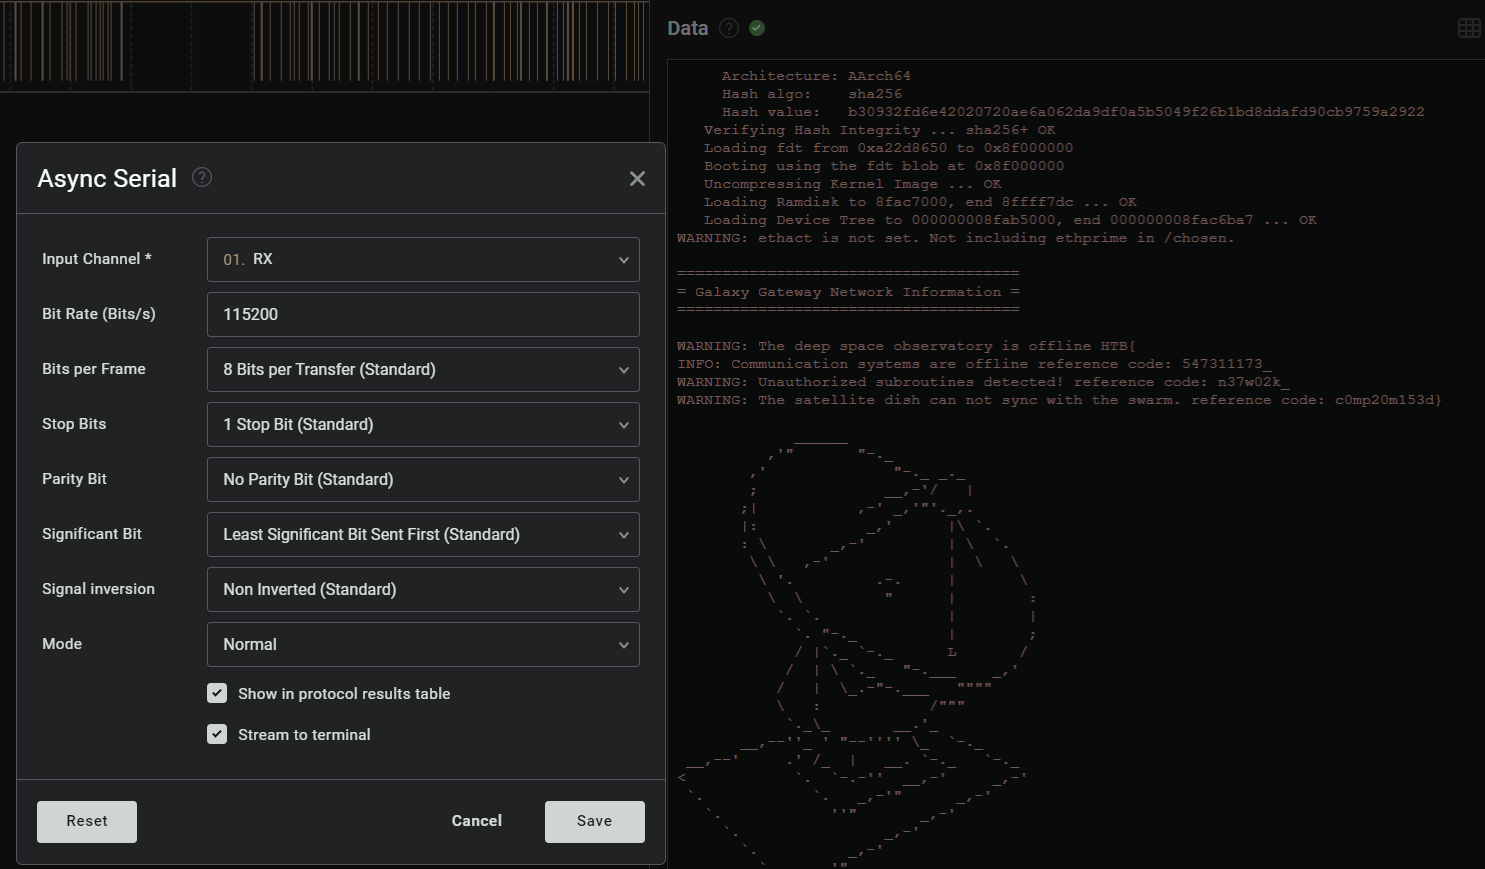 Async Serial ?
Input Channel *
01. RX
Bit Rate (Bits/s)
115200
Bits per Frame
8 Bits per Transfer (Standard)
Stop Bits
1 Stop Bit (Standard)
Parity Bit
No Parity Bit (Standard)
Significant Bit
Least Significant Bit Sent First (Standard)
Signal inversion
Non Inverted (Standard)
Mode
Normal
Show in protocol results table
Stream to terminal
Reset
Cancel
Save
Data ?
Architecture: AArch64
Hash algo: sha256
Hash value: b30932fd6e42020720ae6a062da9df0a5b5049f26b1bd8ddafd90cb9759a2922
Verifying Hash Integrity ... sha256+ OK
Loading fdt from 0xa22d8650 to 0x8f000000
Booting using the fdt blob at 0x8f000000
Uncompressing Kernel Image ... OK
Loading Ramdisk to 8fac7000, end 8ffff7dc ... OK
Loading Device Tree to 000000008fab5000, end 000000008fac6ba7 ... OK
WARNING: ethact is not set. Not including ethprime in /chosen.
======================================
= Galaxy Gateway Network Information =
======================================
WARNING: The deep space observatory is offline HTB{
INFO: Communication systems are offline reference code: 547311173_
WARNING: Unauthorized subroutines detected! reference code: n37w02k_
WARNING: The satellite dish can not sync with the swarm. reference code: c0mp20m153d}